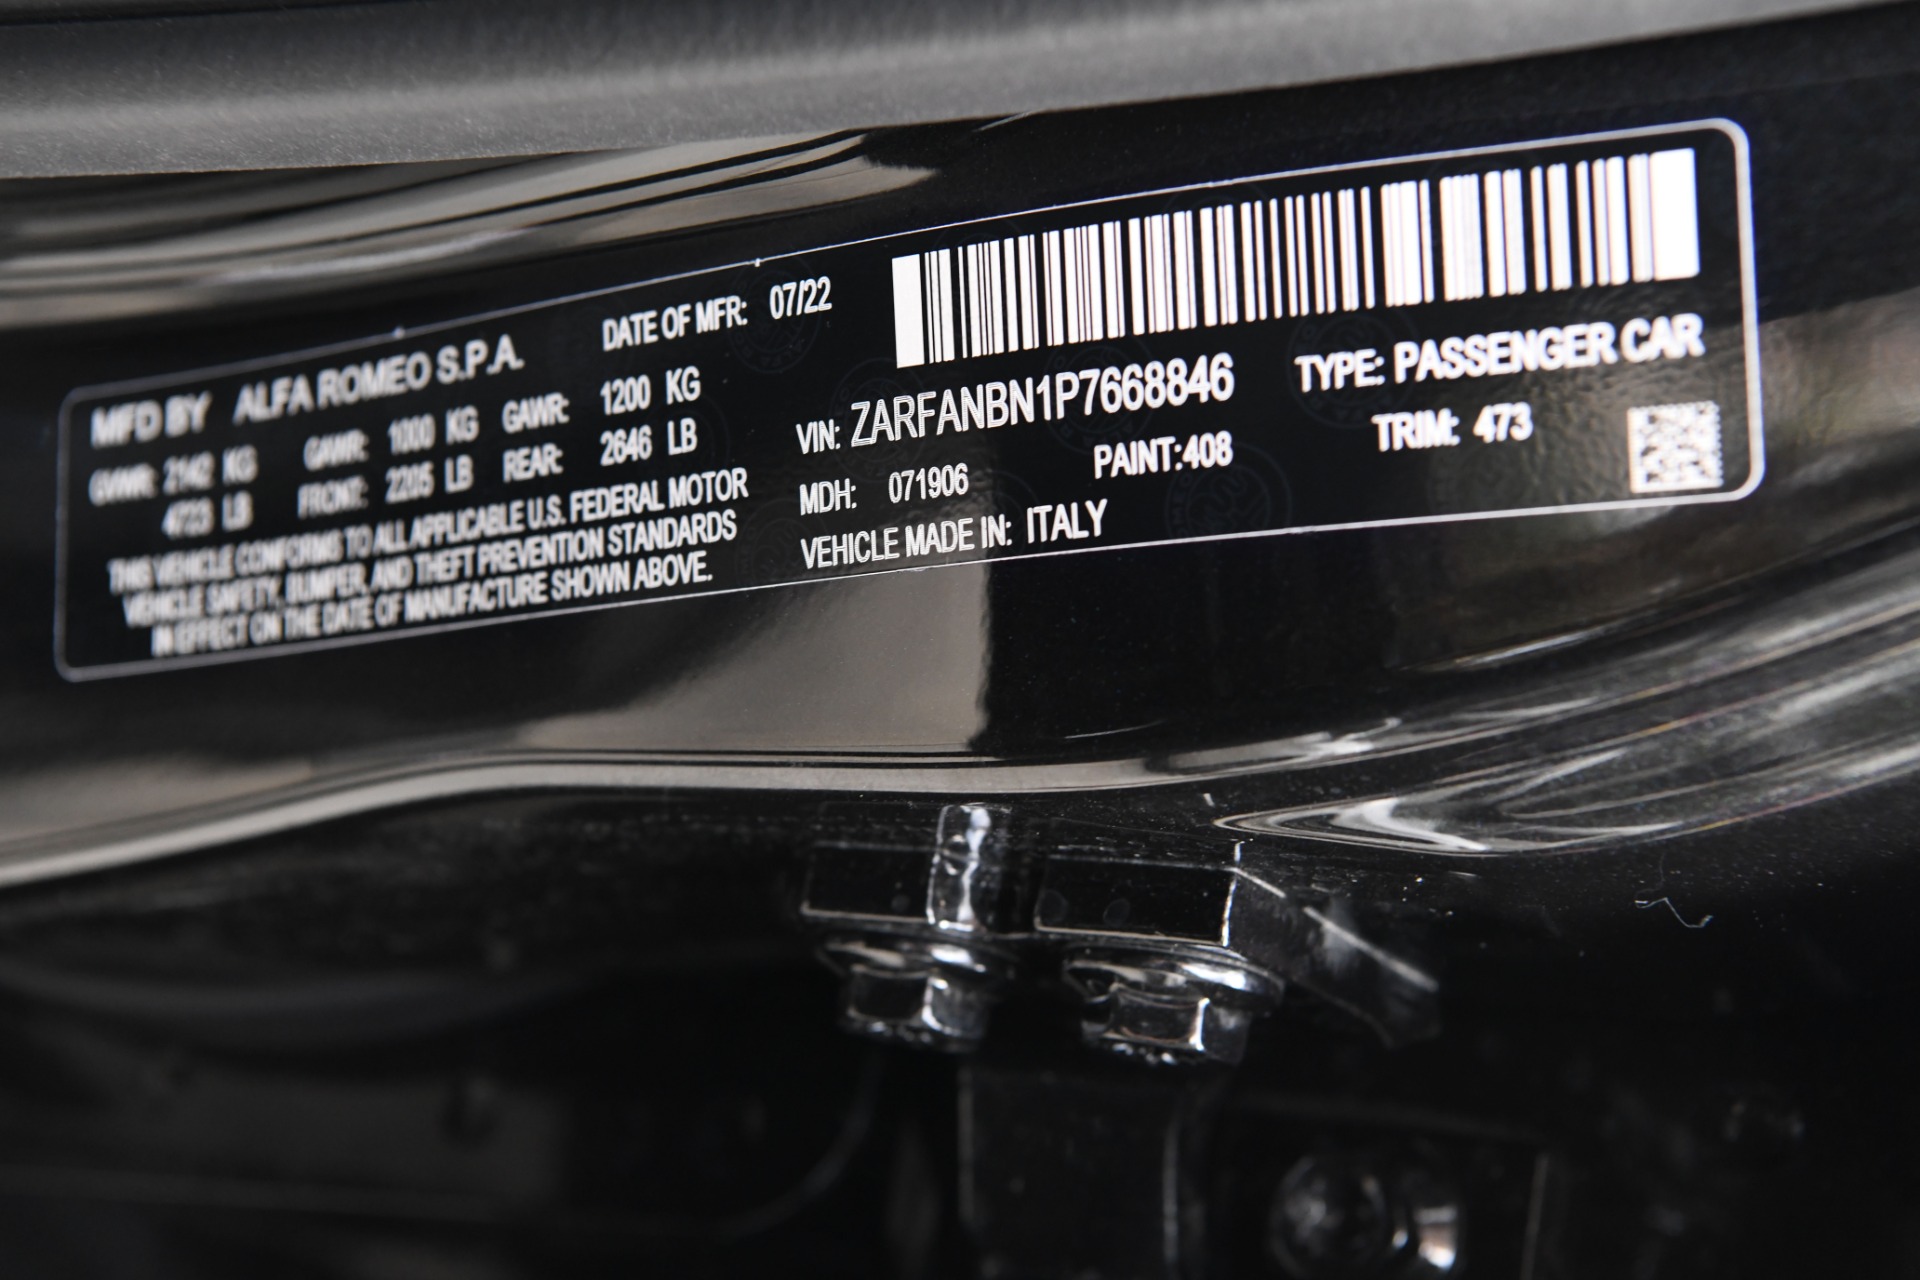 MFD BY ALFA ROMEO S.P.A. DATE OF MFR: 07/22
GVWR: 2142 KG GAWR: 1000 KG GAWR: 1200 KG
4723 LB FRONT: 2205 LB REAR: 2646 LB
THIS VEHICLE CONFORMS TO ALL APPLICABLE U.S. FEDERAL MOTOR
VEHICLE SAFETY, BUMPER, AND THEFT PREVENTION STANDARDS
IN EFFECT ON THE DATE OF MANUFACTURE SHOWN ABOVE.
VIN: ZARFANBN1P7668846 TYPE: PASSENGER CAR
MDH: 071906 PAINT:408 TRIM: 473
VEHICLE MADE IN: ITALY